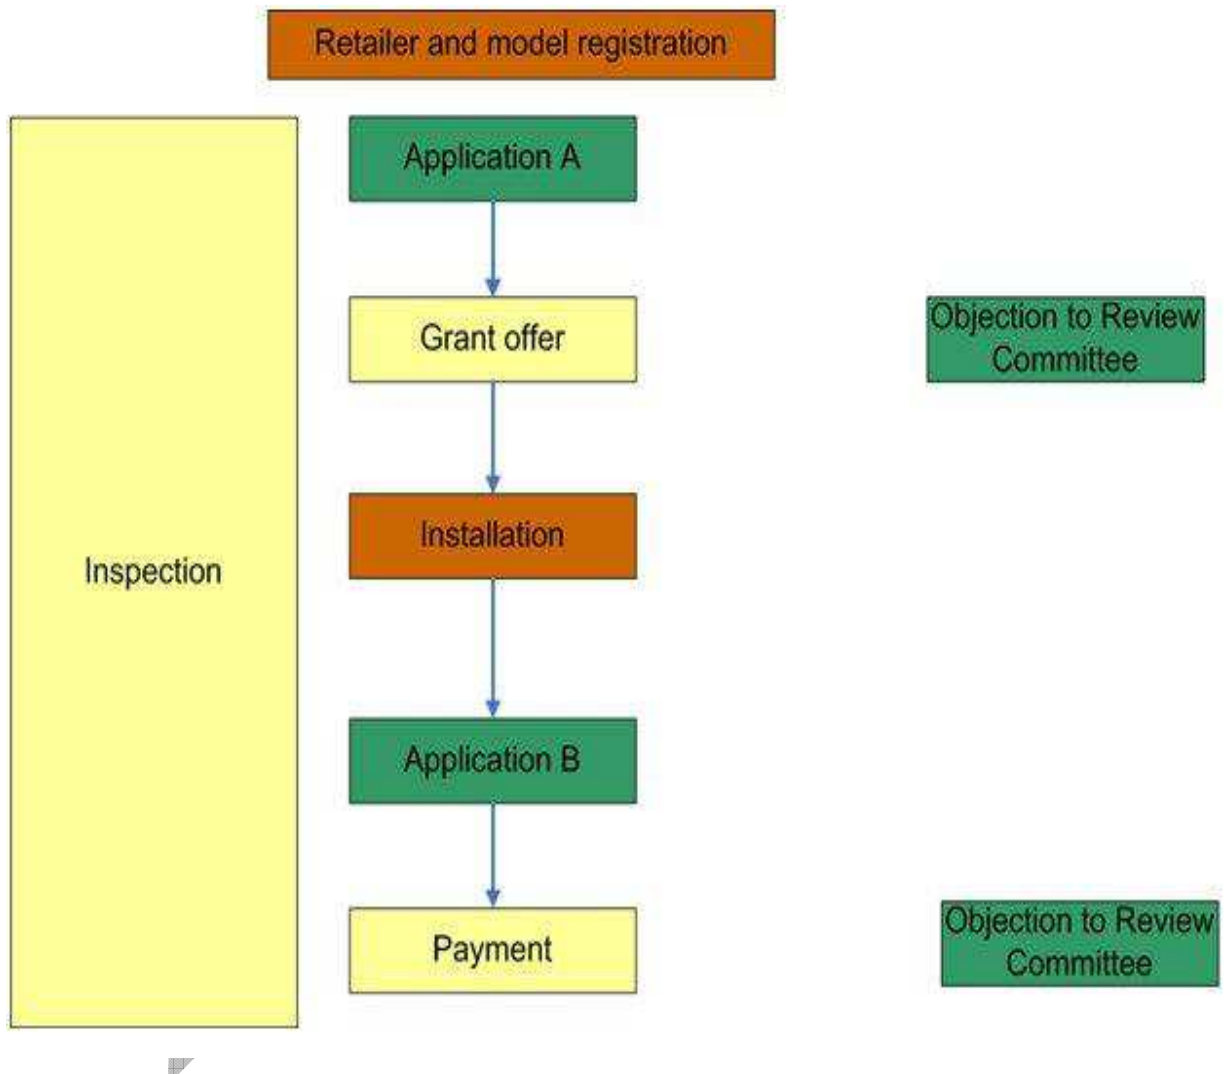 Retailer and model registration
Application A
Grant offer
Objection to Review
Committee
Installation
Inspection
Application B
Payment
Objection to Review
Committee